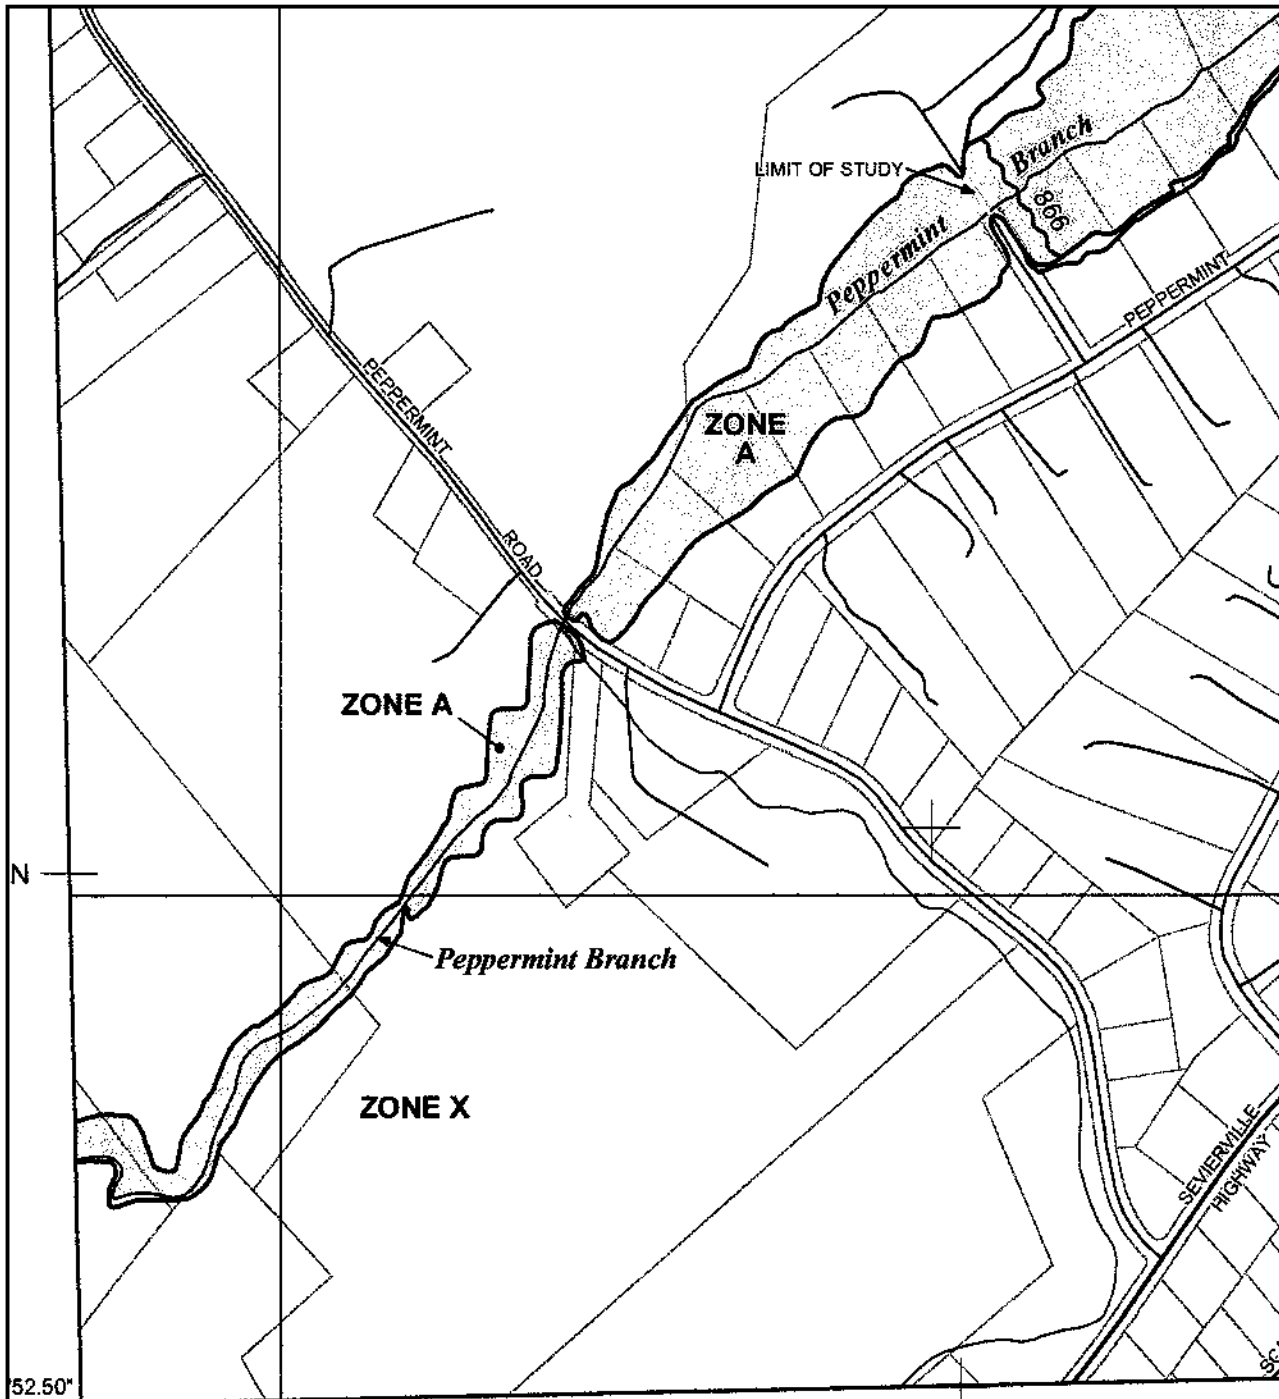 LIMIT OF STUDY
Branch
866
Peppermint
PEPPERMINT
PEPPERMINT
ZONE
A
ROAD
ZONE A
N
Peppermint Branch
ZONE X
SEVIERVILLE
HIGHWAY
52.50"